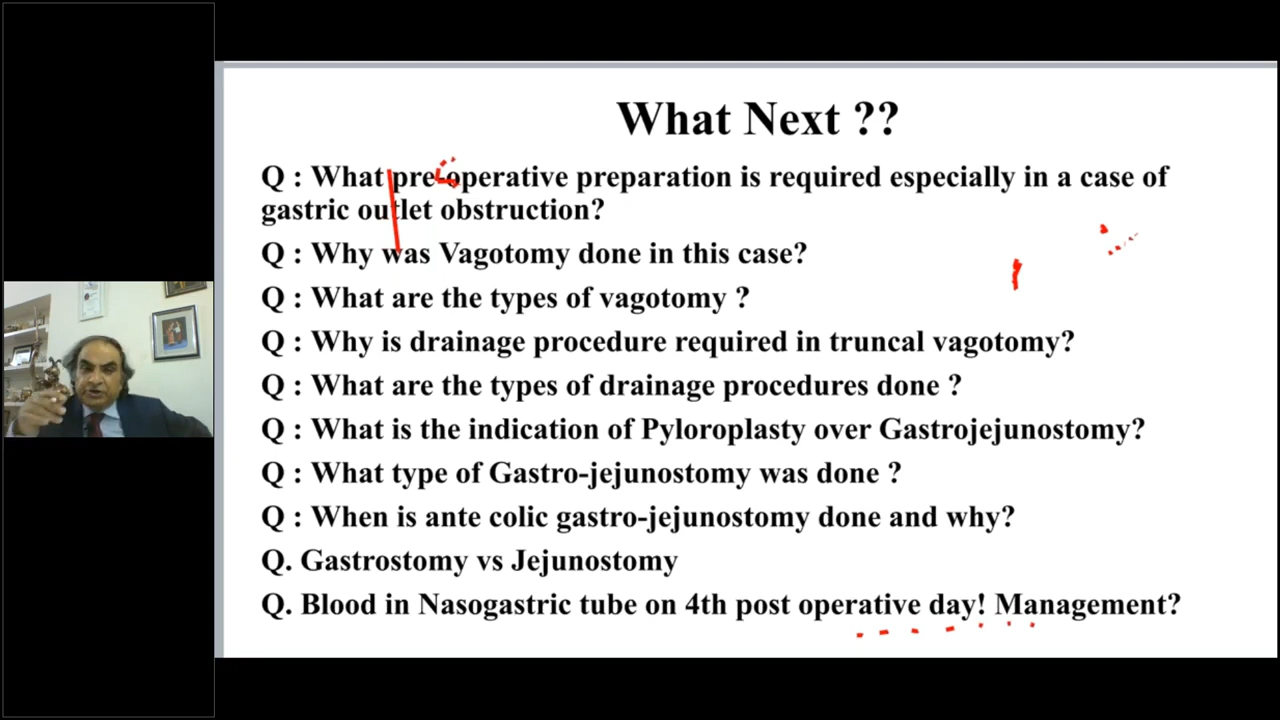 What Next ??
Q : What pre-operative preparation is required especially in a case of
gastric outlet obstruction?
Q : Why was Vagotomy done in this case?
Q : What are the types of vagotomy ?
Q : Why is drainage procedure required in truncal vagotomy?
Q : What are the types of drainage procedures done ?
Q : What is the indication of Pyloroplasty over Gastrojejunostomy?
Q : What type of Gastro-jejunostomy was done ?
Q : When is ante colic gastro-jejunostomy done and why?
Q. Gastrostomy vs Jejunostomy
Q. Blood in Nasogastric tube on 4th post operative day! Management?